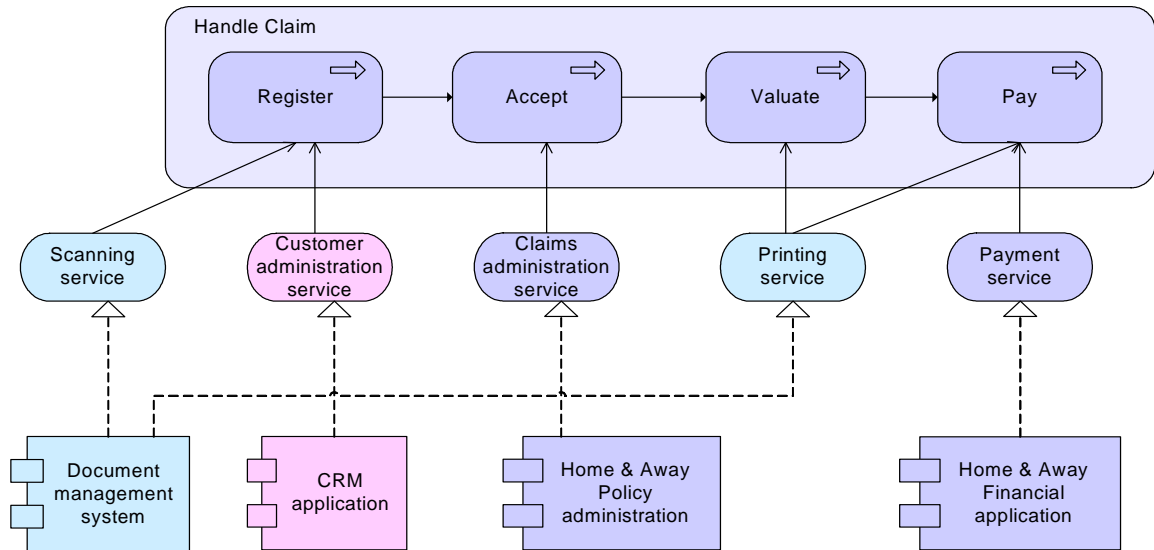 Handle Claim
Register
Accept
Valuate
Pay
Scanning
service
Customer
administration
service
Claims
administration
service
Printing
service
Payment
service
Document
management
system
CRM
application
Home & Away
Policy
administration
Home & Away
Financial
application